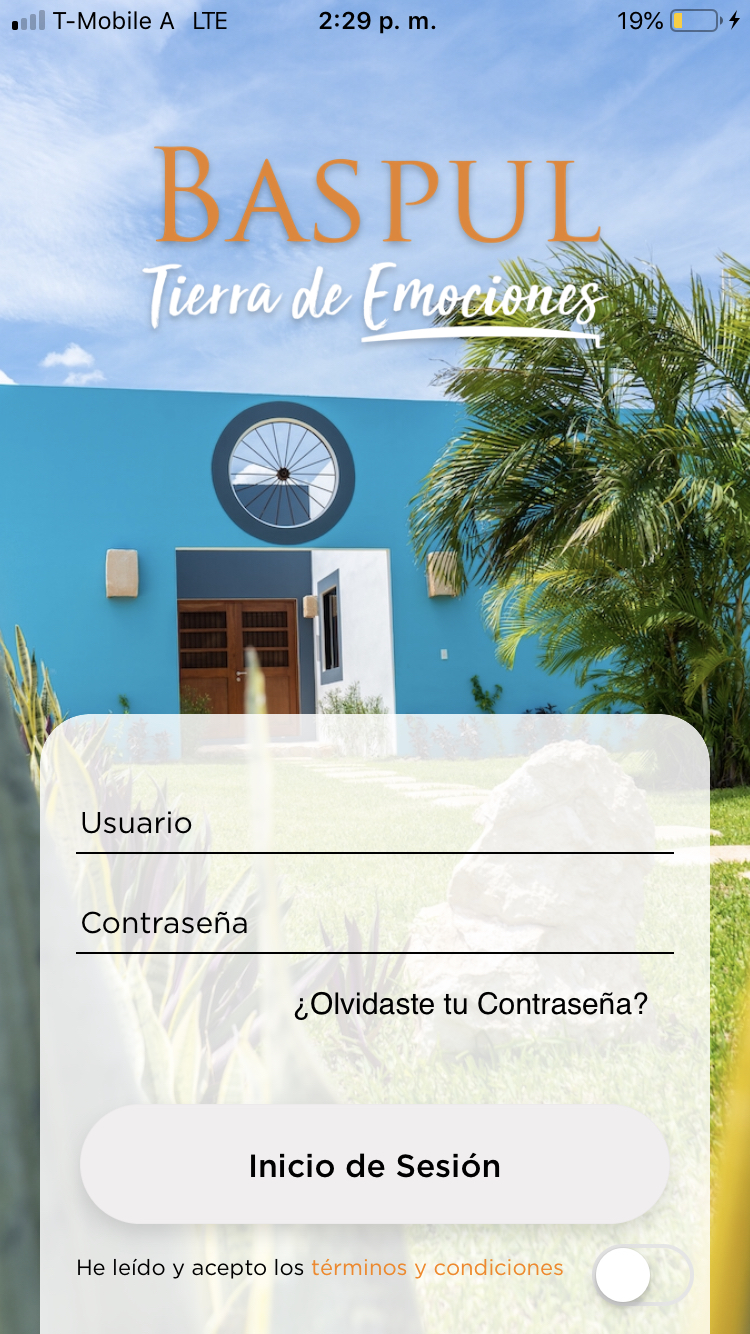 T-Mobile A LTE 2:29 p. m. 19%
BASPUL
Tierra de Emociones
Usuario
Contraseña
¿Olvidaste tu Contraseña?
Inicio de Sesión
He leído y acepto los términos y condiciones